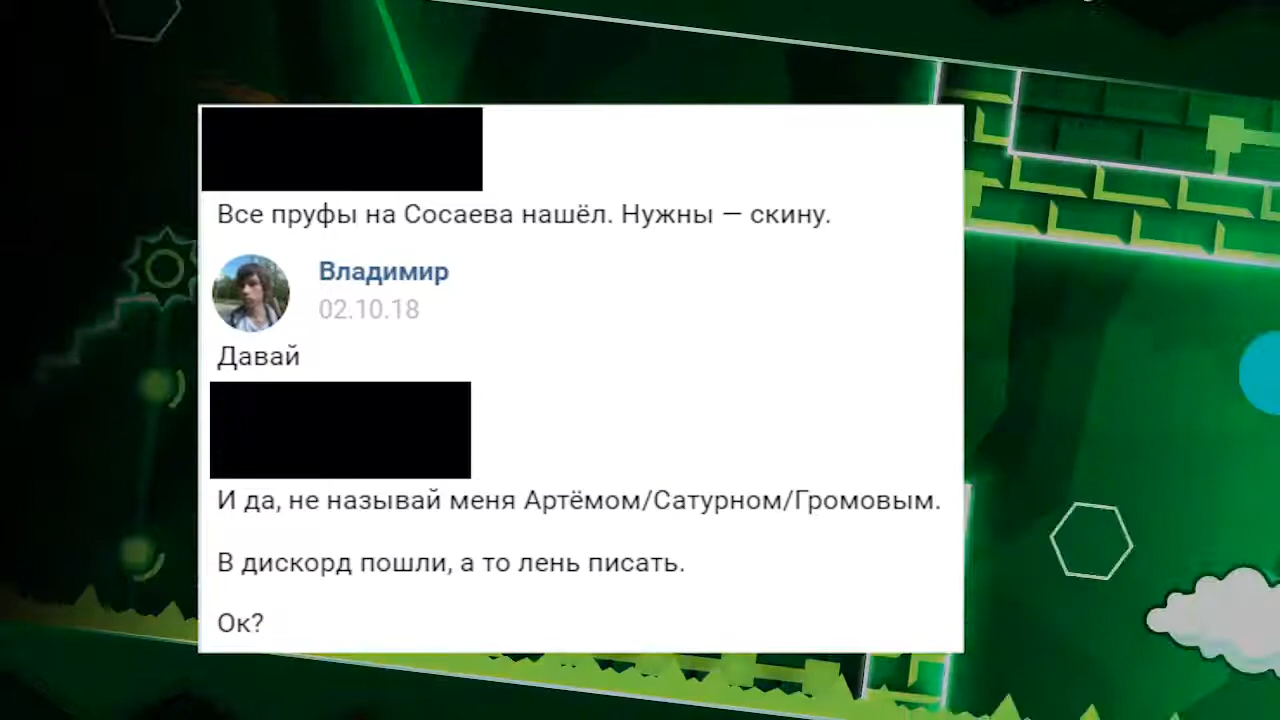 Все пруфы на Сосаева нашёл. Нужны — скину.
Владимир
02.10.18
Давай
И да, не называй меня Артёмом/Сатурном/Громовым.
В дискорд пошли, а то лень писать.
Ок?